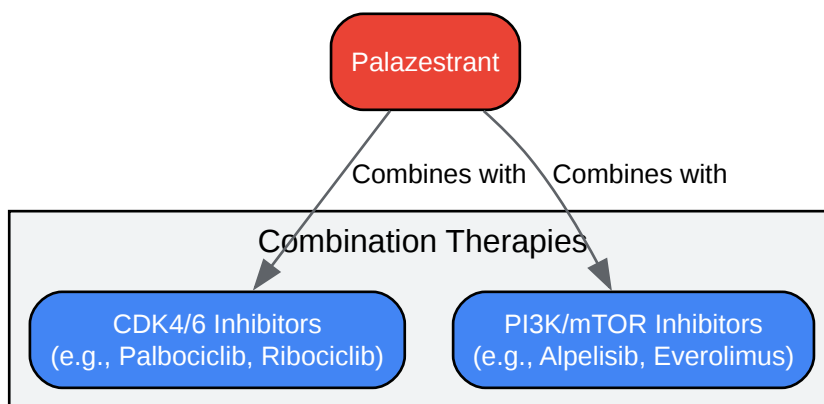 Palazestrant
Combines with
Combines with
Combination Therapies
CDK4/6 Inhibitors
(e.g., Palbociclib, Ribociclib)
PI3K/mTOR Inhibitors
(e.g., Alpelisib, Everolimus)